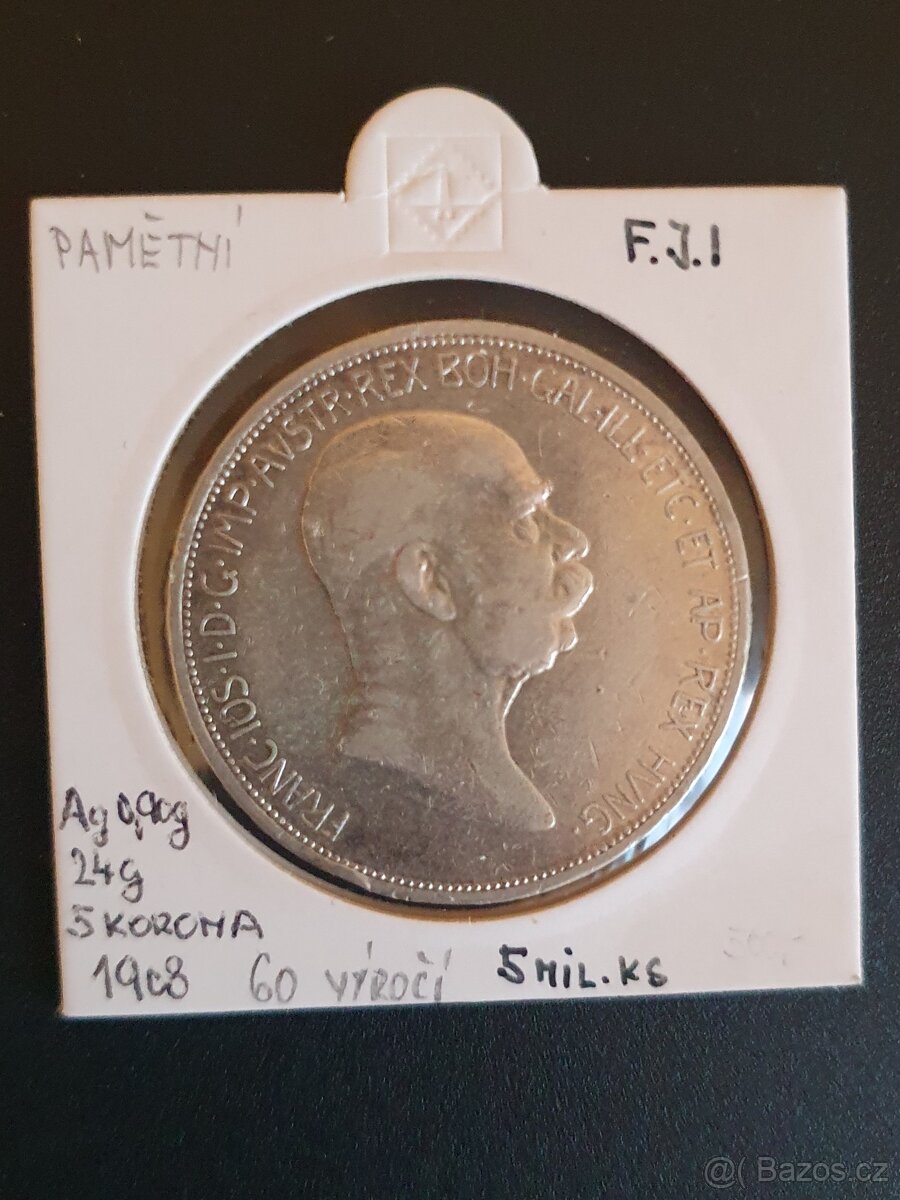 PAMĚTNÍ
F.J.I
FRANC·IOS·I·D·G·IMP·AVSTR·REX BOH·GAL·ILL·ETC·ET AP·REX HVNG·
Ag 0,90g
24g
5 KORONA
1908
60 VÝROČÍ
5 MIL. KS
@( Bazos.cz